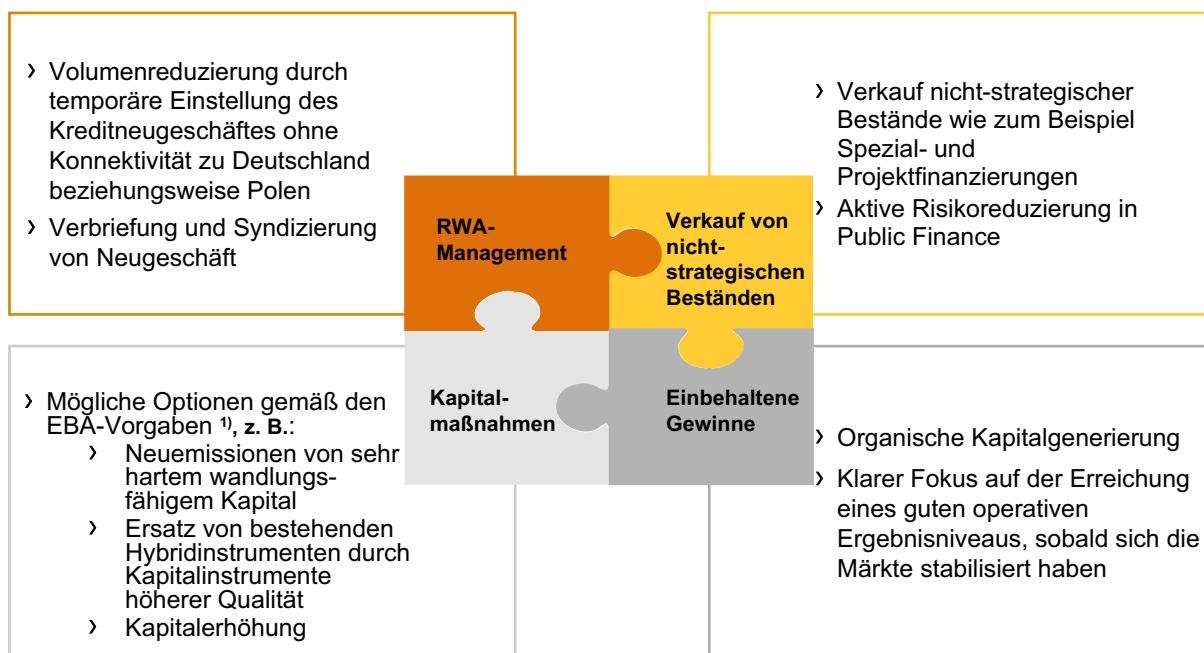 › Volumenreduzierung durch
temporäre Einstellung des
Kreditneugeschäftes ohne
Konnektivität zu Deutschland
beziehungsweise Polen
› Verbriefung und Syndizierung
von Neugeschäft
› Verkauf nicht-strategischer
Bestände wie zum Beispiel
Spezial- und
Projektfinanzierungen
› Aktive Risikoreduzierung in
Public Finance
RWA-
Management
Verkauf von
nicht-
strategischen
Beständen
Kapital-
maßnahmen
Einbehaltene
Gewinne
› Mögliche Optionen gemäß den
EBA-Vorgaben ¹⁾, z. B.:
› Neuemissionen von sehr
hartem wandlungs-
fähigem Kapital
› Ersatz von bestehenden
Hybridinstrumenten durch
Kapitalinstrumente
höherer Qualität
› Kapitalerhöhung
› Organische Kapitalgenerierung
› Klarer Fokus auf der Erreichung
eines guten operativen
Ergebnisniveaus, sobald sich die
Märkte stabilisiert haben